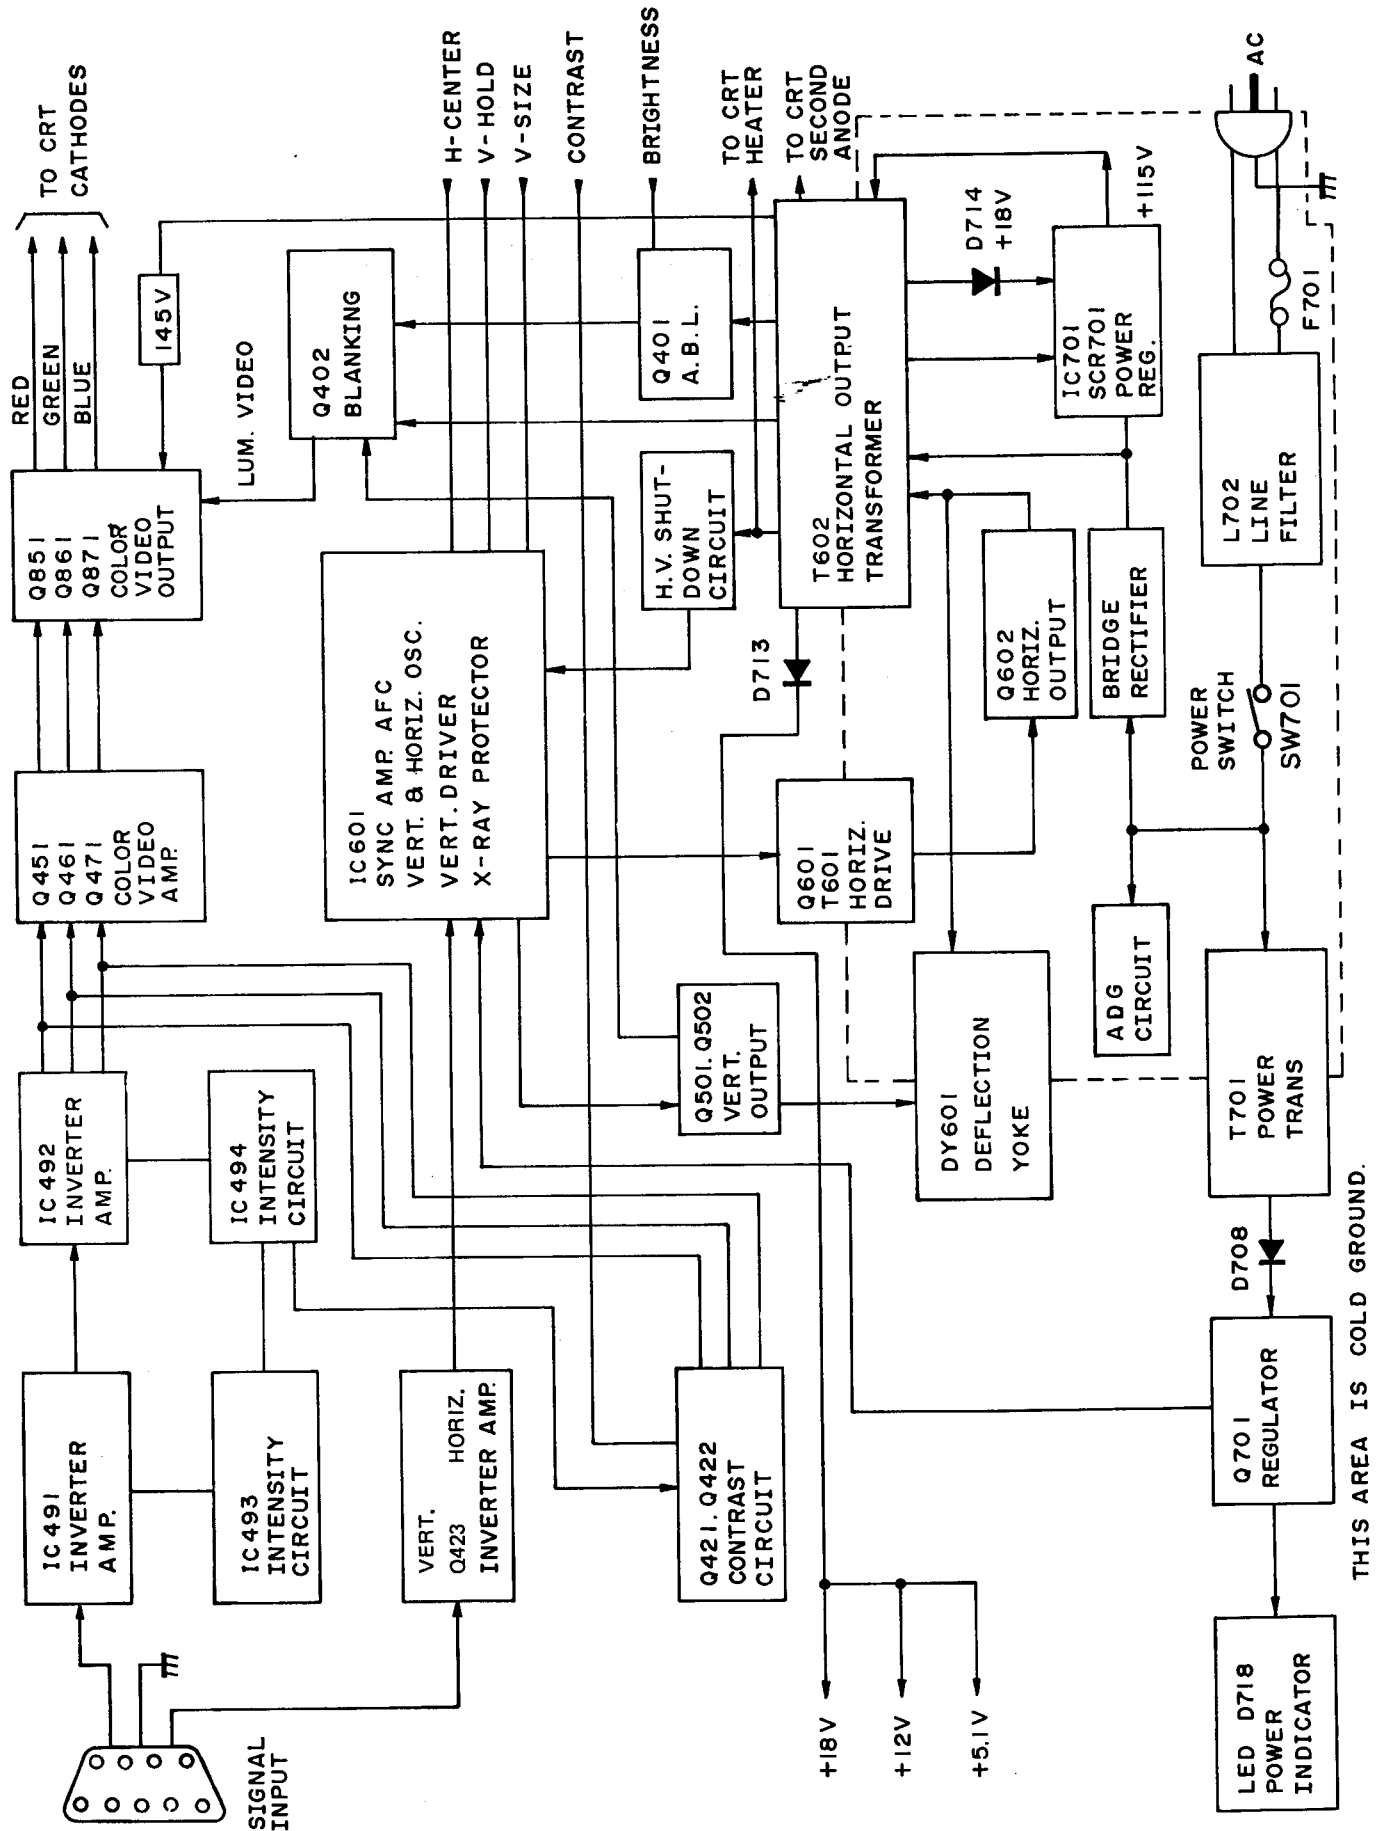 SIGNAL
INPUT
IC491
INVERTER
AMP.
IC493
INTENSITY
CIRCUIT
IC492
INVERTER
AMP.
IC494
INTENSITY
CIRCUIT
Q451
Q461
Q471
COLOR
VIDEO
AMP.
Q851
Q861
Q871
COLOR
VIDEO
OUTPUT
RED
GREEN
BLUE
TO CRT
CATHODES
145V
LUM. VIDEO
Q402
BLANKING
VERT.
Q423 HORIZ.
INVERTER AMP.
IC601
SYNC AMP. AFC
VERT. & HORIZ. OSC.
VERT. DRIVER
X-RAY PROTECTOR
H-CENTER
V-HOLD
V-SIZE
CONTRAST
BRIGHTNESS
Q421. Q422
CONTRAST
CIRCUIT
Q501. Q502
VERT.
OUTPUT
H.V. SHUT-
DOWN
CIRCUIT
Q401
A.B.L.
TO CRT
HEATER
TO CRT
SECOND
ANODE
D713
T602
HORIZONTAL OUTPUT
TRANSFORMER
Q601
T601
HORIZ.
DRIVE
+18V
+12V
+5.1V
DY601
DEFLECTION
YOKE
Q602
HORIZ.
OUTPUT
D714
+18V
IC701
SCR701
POWER
REG.
+115V
ADG
CIRCUIT
BRIDGE
RECTIFIER
LED D718
POWER
INDICATOR
Q701
REGULATOR
D708
T701
POWER
TRANS
POWER
SWITCH
SW701
L702
LINE
FILTER
F701
AC
THIS AREA IS COLD GROUND.